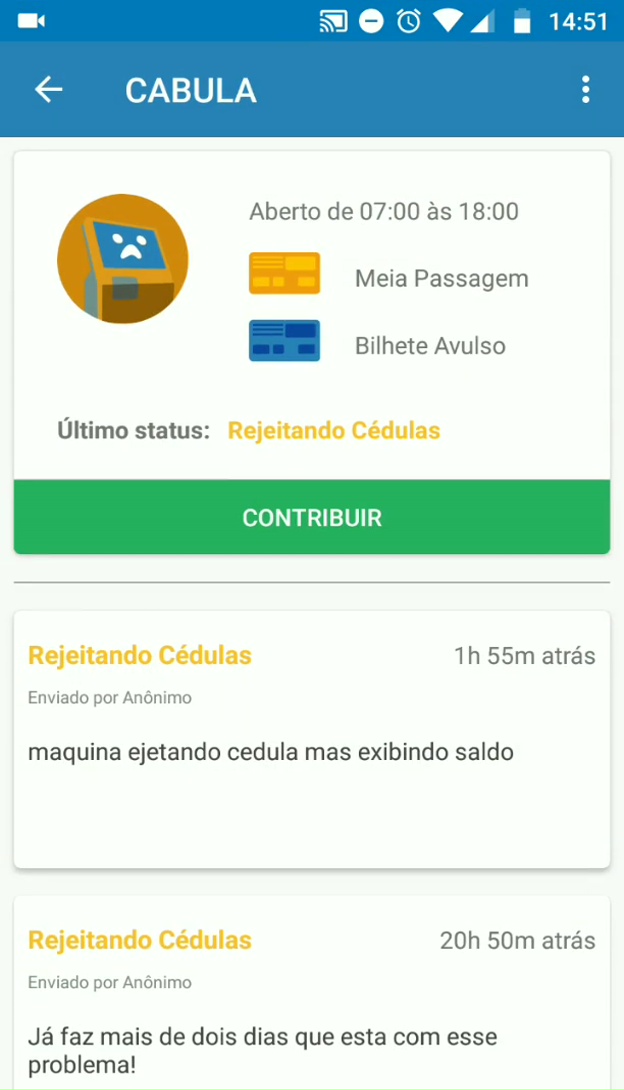 14:51
CABULA
Aberto de 07:00 às 18:00
Meia Passagem
Bilhete Avulso
Último status: Rejeitando Cédulas
CONTRIBUIR
Rejeitando Cédulas 1h 55m atrás
Enviado por Anônimo
maquina ejetando cedula mas exibindo saldo
Rejeitando Cédulas 20h 50m atrás
Enviado por Anônimo
Já faz mais de dois dias que esta com esse
problema!